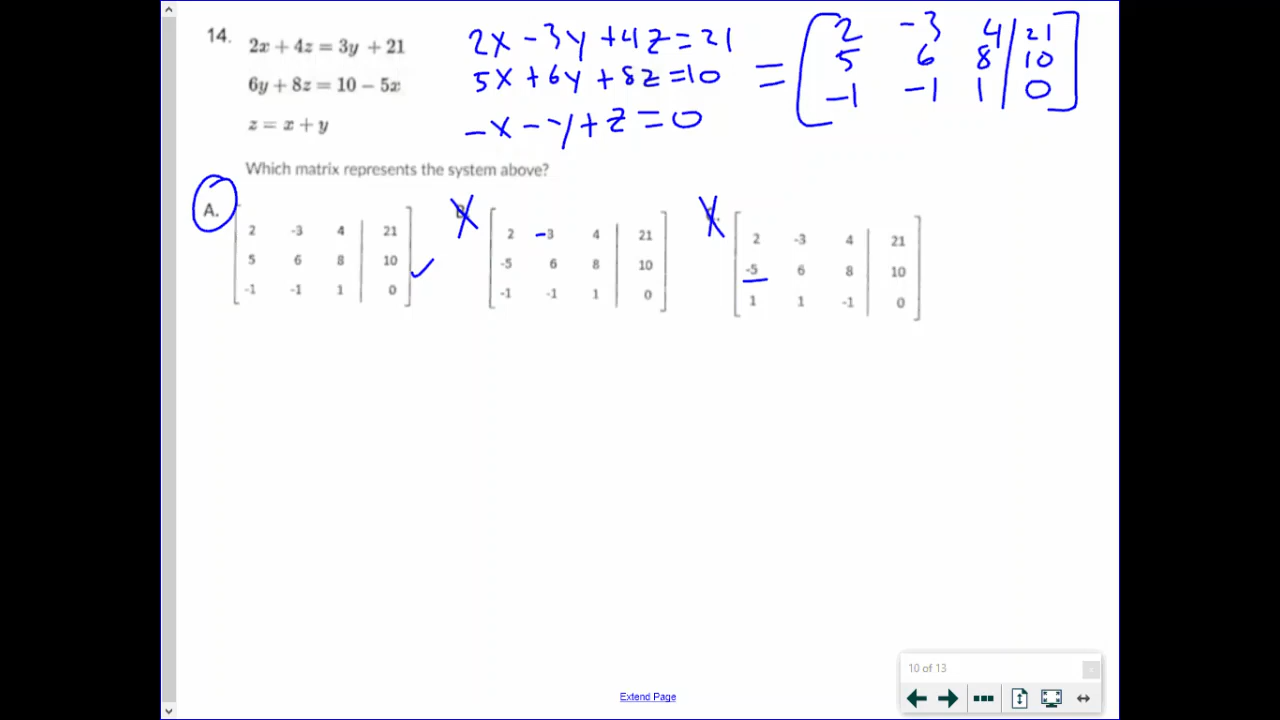 14.
2x + 4z = 3y + 21
6y + 8z = 10 − 5x
z = x + y
2x -3y +4z = 21
5x +6y +8z =10
-x -y + z = 0
= [ 2 -3 4 | 21
5 6 8 | 10
-1 -1 1 | 0 ]
Which matrix represents the system above?
A.
2 -3 4 | 21
5 6 8 | 10
-1 -1 1 | 0
2 -3 4 | 21
-5 6 8 | 10
-1 -1 1 | 0
2 -3 4 | 21
-5 6 8 | 10
1 1 -1 | 0
10 of 13
Extend Page